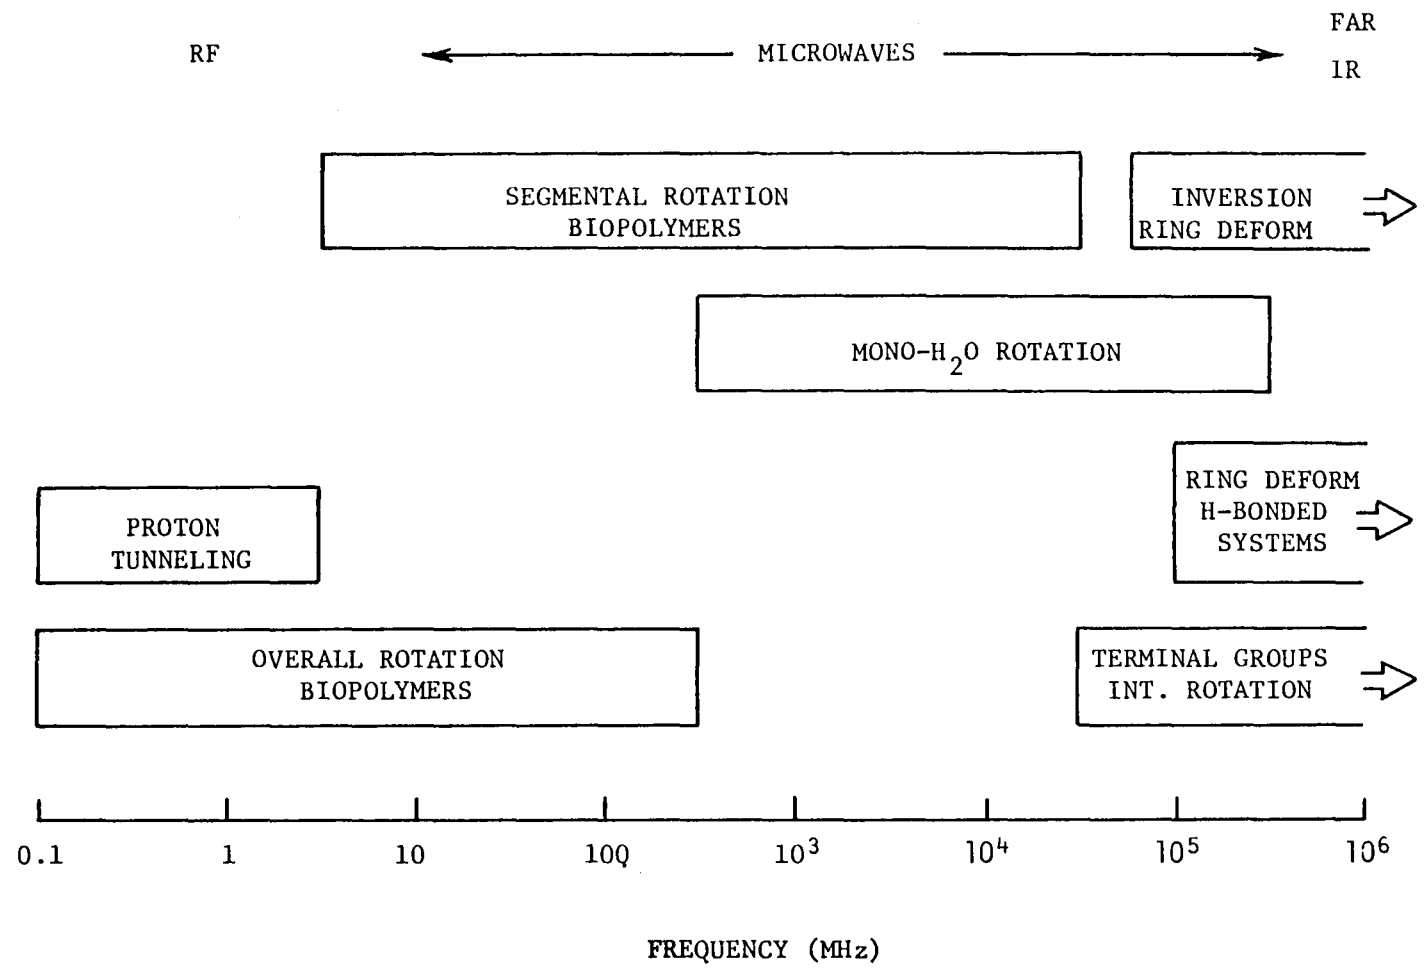 FAR
RF MICROWAVES
IR
SEGMENTAL ROTATION
BIOPOLYMERS
INVERSION
RING DEFORM
MONO-H₂O ROTATION
RING DEFORM
H-BONDED
SYSTEMS
PROTON
TUNNELING
OVERALL ROTATION
BIOPOLYMERS
TERMINAL GROUPS
INT. ROTATION
0.1 1 10 100 10³ 10⁴ 10⁵ 10⁶
FREQUENCY (MHz)